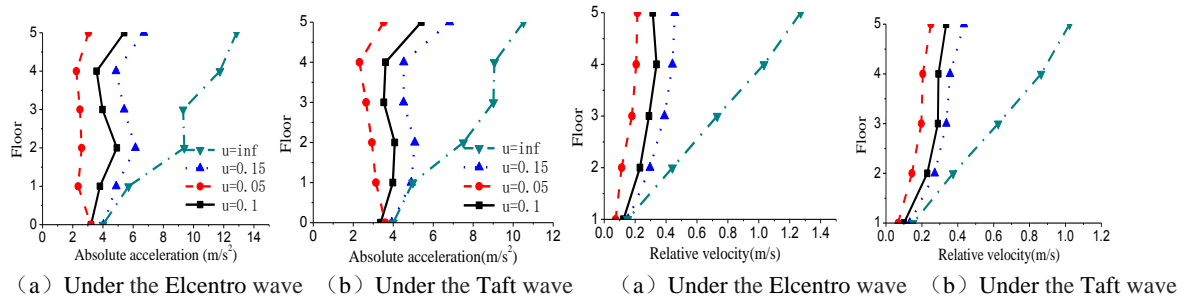 5
4
3
2
1
0
Floor
u=inf
u=0.15
u=0.05
u=0.1
0 2 4 6 8 10 12 14
Absolute acceleration (m/s²)
(a) Under the Elcentro wave
5
4
3
2
1
0
Floor
u=inf
u=0.15
u=0.05
u=0.1
0 2 4 6 8 10 12
Absolute acceleration(m/s²)
(b) Under the Taft wave
5
4
3
2
1
Floor
0.0 0.2 0.4 0.6 0.8 1.0 1.2 1.4
Relative velocity(m/s)
(a) Under the Elcentro wave
5
4
3
2
1
Floor
0.0 0.2 0.4 0.6 0.8 1.0 1.2
Relative velocity(m/s)
(b) Under the Taft wave